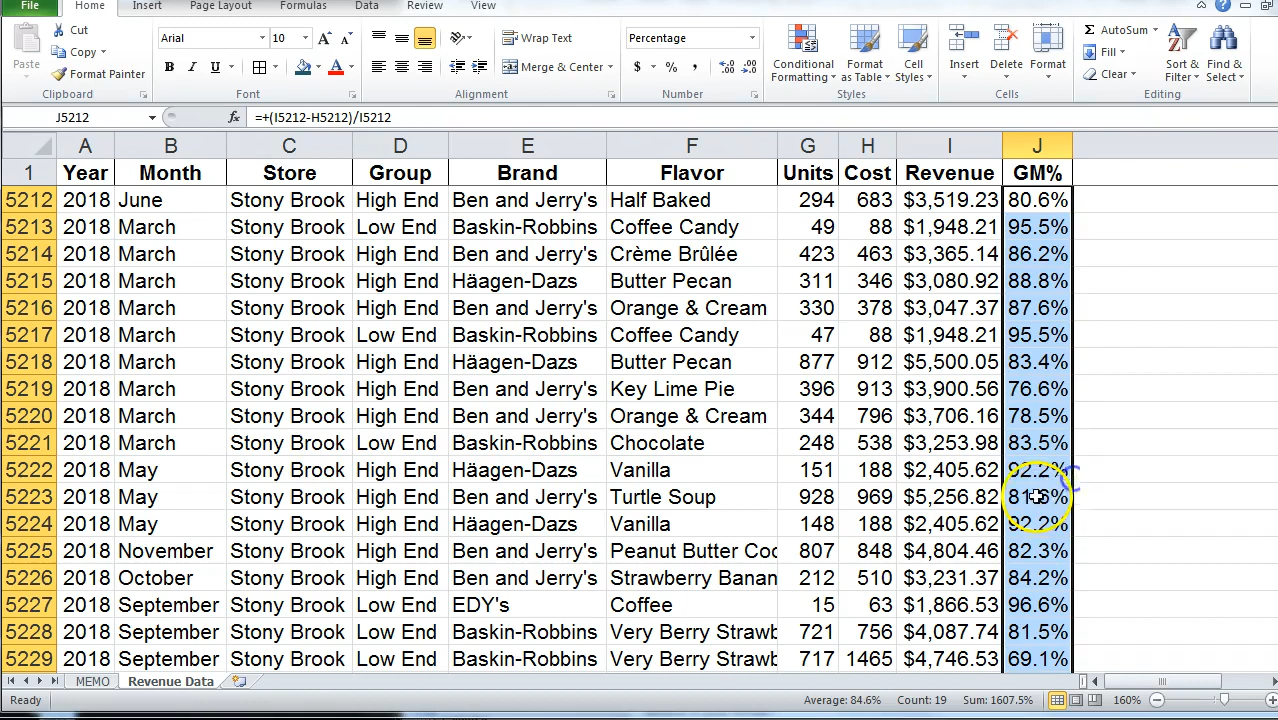 File Home Insert Page Layout Formulas Data Review View
Cut
Copy
Format Painter
Paste
Arial 10
B I U
Wrap Text
Merge & Center
Percentage
$ % ,
Conditional Formatting
Format as Table
Cell Styles
Insert Delete Format
Σ AutoSum
Fill
Clear
Sort & Filter
Find & Select
Clipboard Font Alignment Number Styles Cells Editing
J5212 fx =+(I5212-H5212)/I5212
A B C D E F G H I J
1 Year Month Store Group Brand Flavor Units Cost Revenue GM%
5212 2018 June Stony Brook High End Ben and Jerry's Half Baked 294 683 $3,519.23 80.6%
5213 2018 March Stony Brook Low End Baskin-Robbins Coffee Candy 49 88 $1,948.21 95.5%
5214 2018 March Stony Brook High End Ben and Jerry's Crème Brûlée 423 463 $3,365.14 86.2%
5215 2018 March Stony Brook High End Häagen-Dazs Butter Pecan 311 346 $3,080.92 88.8%
5216 2018 March Stony Brook High End Ben and Jerry's Orange & Cream 330 378 $3,047.37 87.6%
5217 2018 March Stony Brook Low End Baskin-Robbins Coffee Candy 47 88 $1,948.21 95.5%
5218 2018 March Stony Brook High End Häagen-Dazs Butter Pecan 877 912 $5,500.05 83.4%
5219 2018 March Stony Brook High End Ben and Jerry's Key Lime Pie 396 913 $3,900.56 76.6%
5220 2018 March Stony Brook High End Ben and Jerry's Orange & Cream 344 796 $3,706.16 78.5%
5221 2018 March Stony Brook Low End Baskin-Robbins Chocolate 248 538 $3,253.98 83.5%
5222 2018 May Stony Brook High End Häagen-Dazs Vanilla 151 188 $2,405.62 92.2%
5223 2018 May Stony Brook High End Ben and Jerry's Turtle Soup 928 969 $5,256.82 81.6%
5224 2018 May Stony Brook High End Häagen-Dazs Vanilla 148 188 $2,405.62 92.2%
5225 2018 November Stony Brook High End Ben and Jerry's Peanut Butter Coo 807 848 $4,804.46 82.3%
5226 2018 October Stony Brook High End Ben and Jerry's Strawberry Banan 212 510 $3,231.37 84.2%
5227 2018 September Stony Brook Low End EDY's Coffee 15 63 $1,866.53 96.6%
5228 2018 September Stony Brook Low End Baskin-Robbins Very Berry Strawb 721 756 $4,087.74 81.5%
5229 2018 September Stony Brook Low End Baskin-Robbins Very Berry Strawb 717 1465 $4,746.53 69.1%
MEMO Revenue Data
Ready Average: 84.6% Count: 19 Sum: 1607.5% 160%